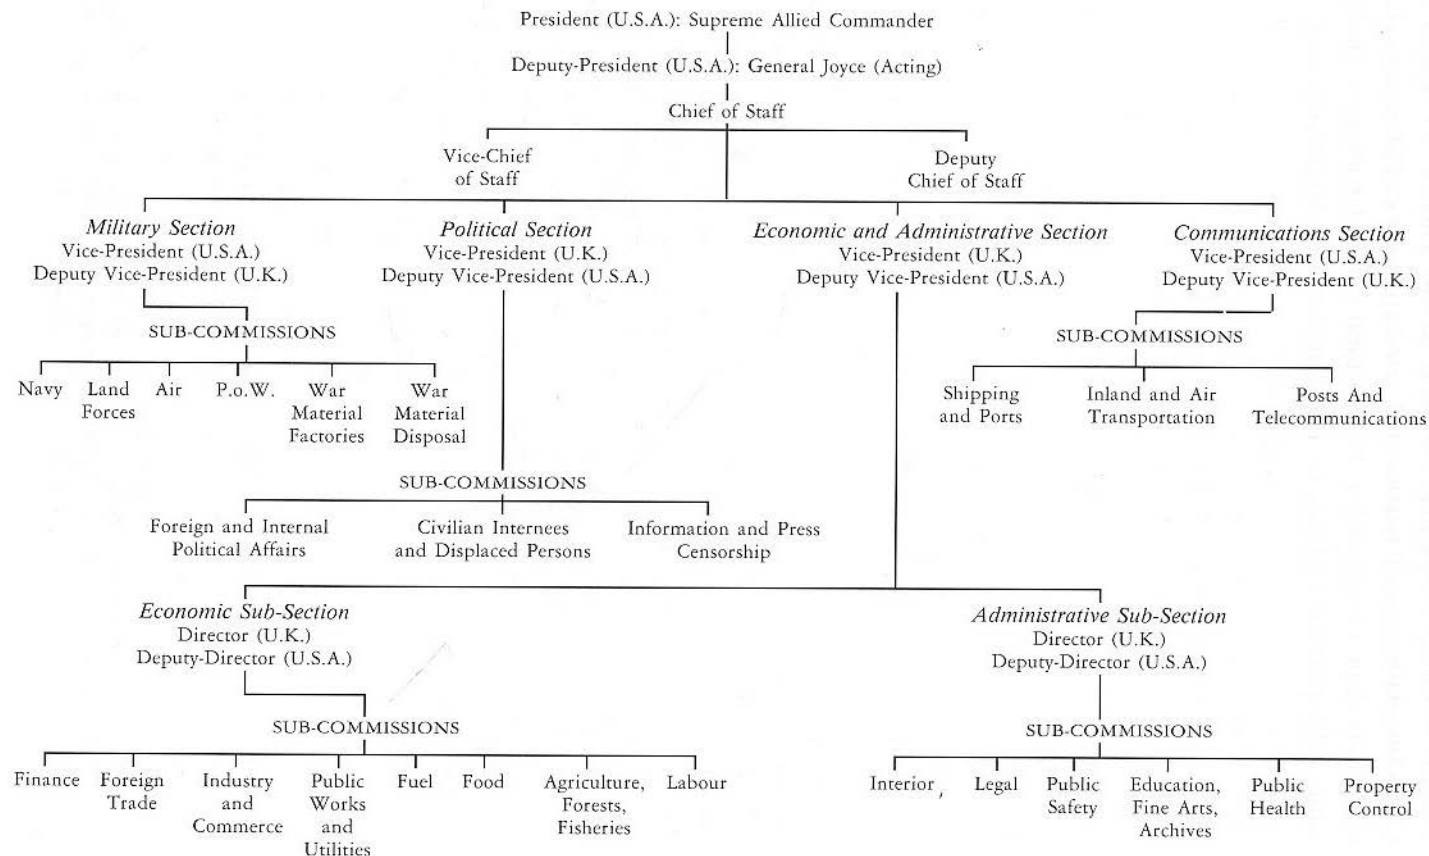 President (U.S.A.): Supreme Allied Commander
Deputy-President (U.S.A.): General Joyce (Acting)
Chief of Staff
Vice-Chief
of Staff
Deputy
Chief of Staff
Military Section
Vice-President (U.S.A.)
Deputy Vice-President (U.K.)
Political Section
Vice-President (U.K.)
Deputy Vice-President (U.S.A.)
Economic and Administrative Section
Vice-President (U.K.)
Deputy Vice-President (U.S.A.)
Communications Section
Vice-President (U.S.A.)
Deputy Vice-President (U.K.)
SUB-COMMISSIONS
Navy
Land
Forces
Air
P.o.W.
War
Material
Factories
War
Material
Disposal
SUB-COMMISSIONS
Shipping
and Ports
Inland and Air
Transportation
Posts And
Telecommunications
SUB-COMMISSIONS
Foreign and Internal
Political Affairs
Civilian Internees
and Displaced Persons
Information and Press
Censorship
Economic Sub-Section
Director (U.K.)
Deputy-Director (U.S.A.)
Administrative Sub-Section
Director (U.K.)
Deputy-Director (U.S.A.)
SUB-COMMISSIONS
Finance
Foreign
Trade
Industry
and
Commerce
Public
Works
and
Utilities
Fuel
Food
Agriculture,
Forests,
Fisheries
Labour
SUB-COMMISSIONS
Interior
Legal
Public
Safety
Education,
Fine Arts,
Archives
Public
Health
Property
Control